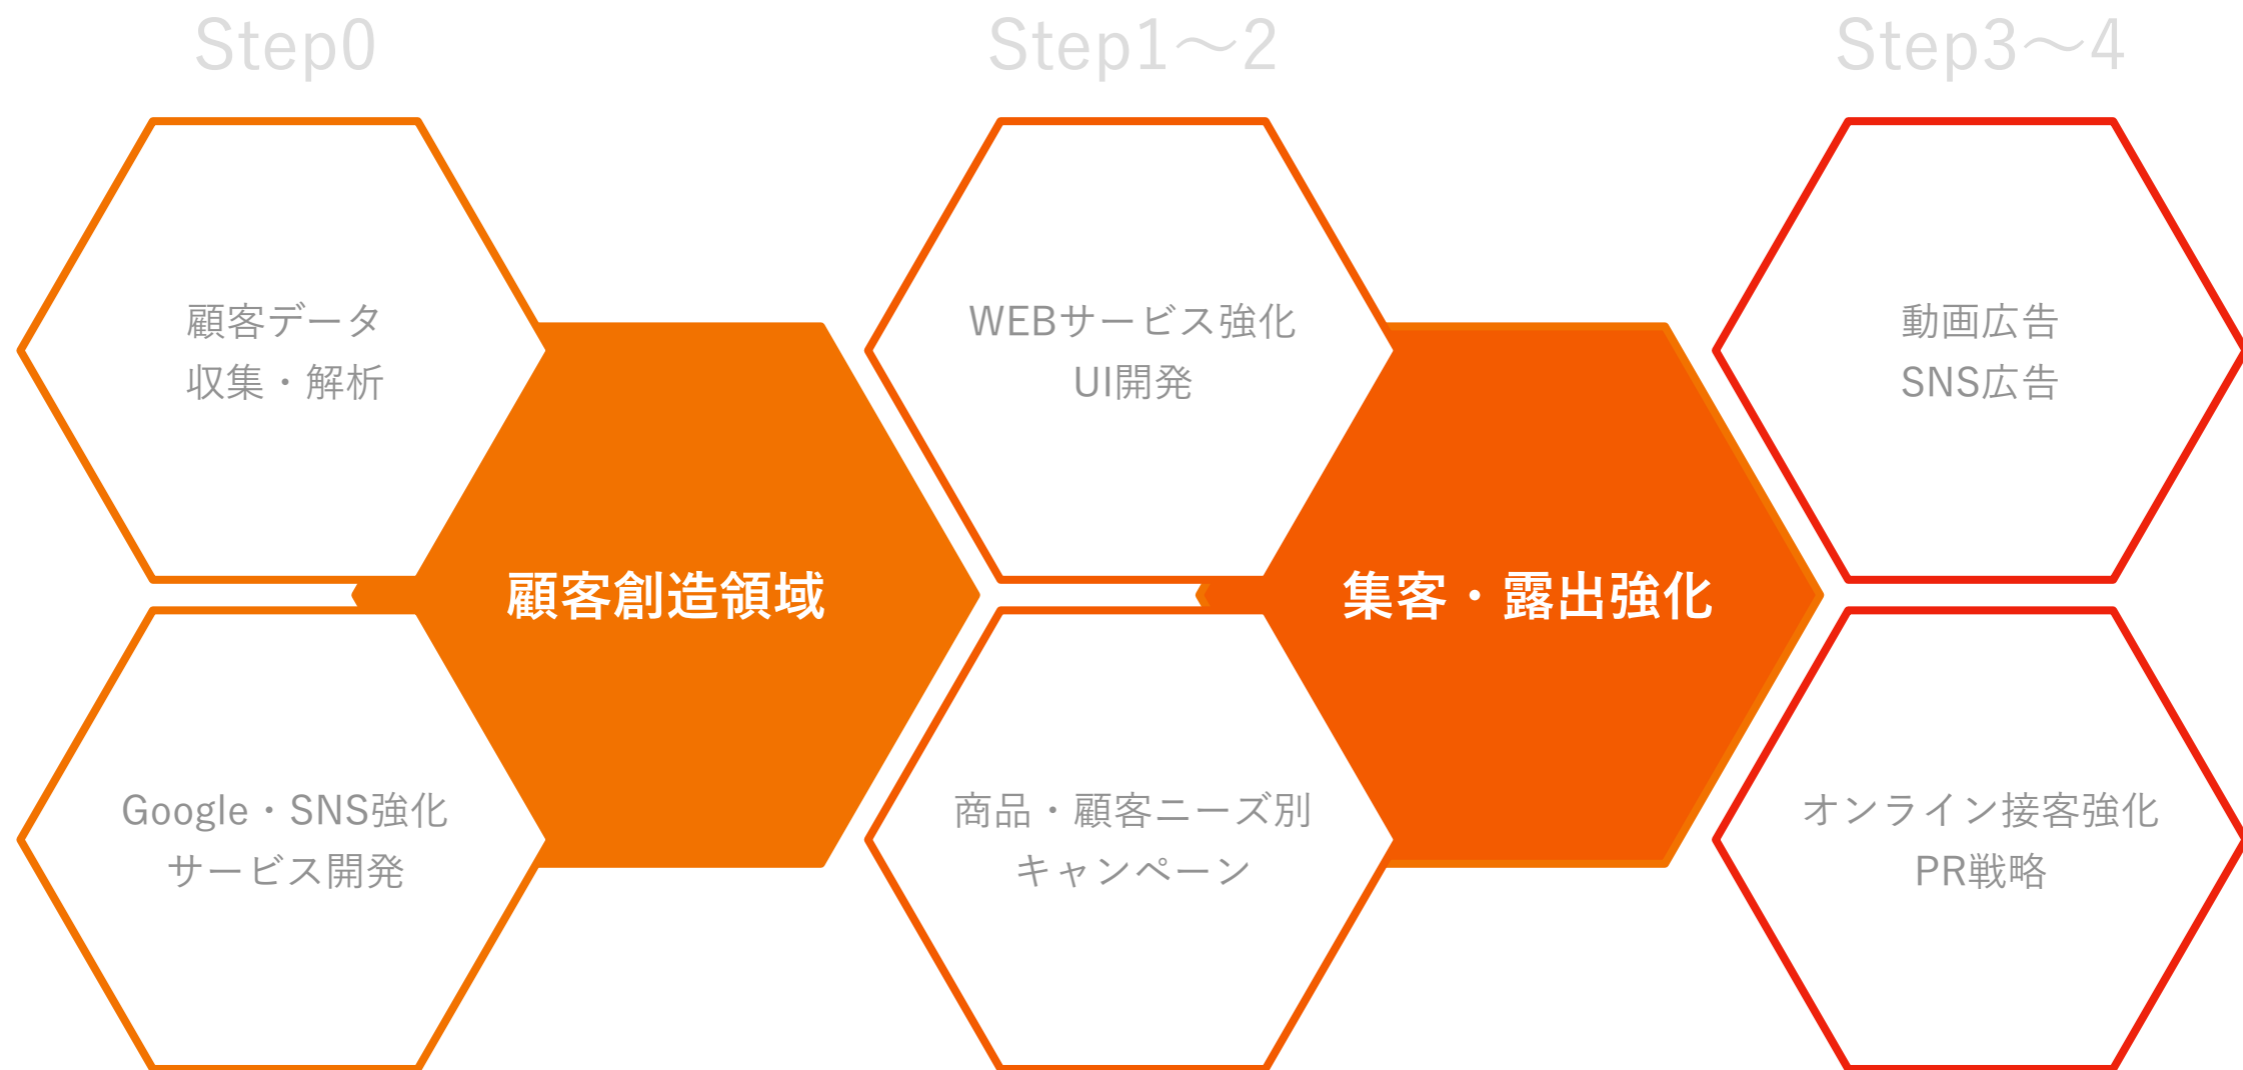 Step0
Step1～2
Step3～4
顧客データ
収集・解析
WEBサービス強化
UI開発
動画広告
SNS広告
顧客創造領域
集客・露出強化
Google・SNS強化
サービス開発
商品・顧客ニーズ別
キャンペーン
オンライン接客強化
PR戦略